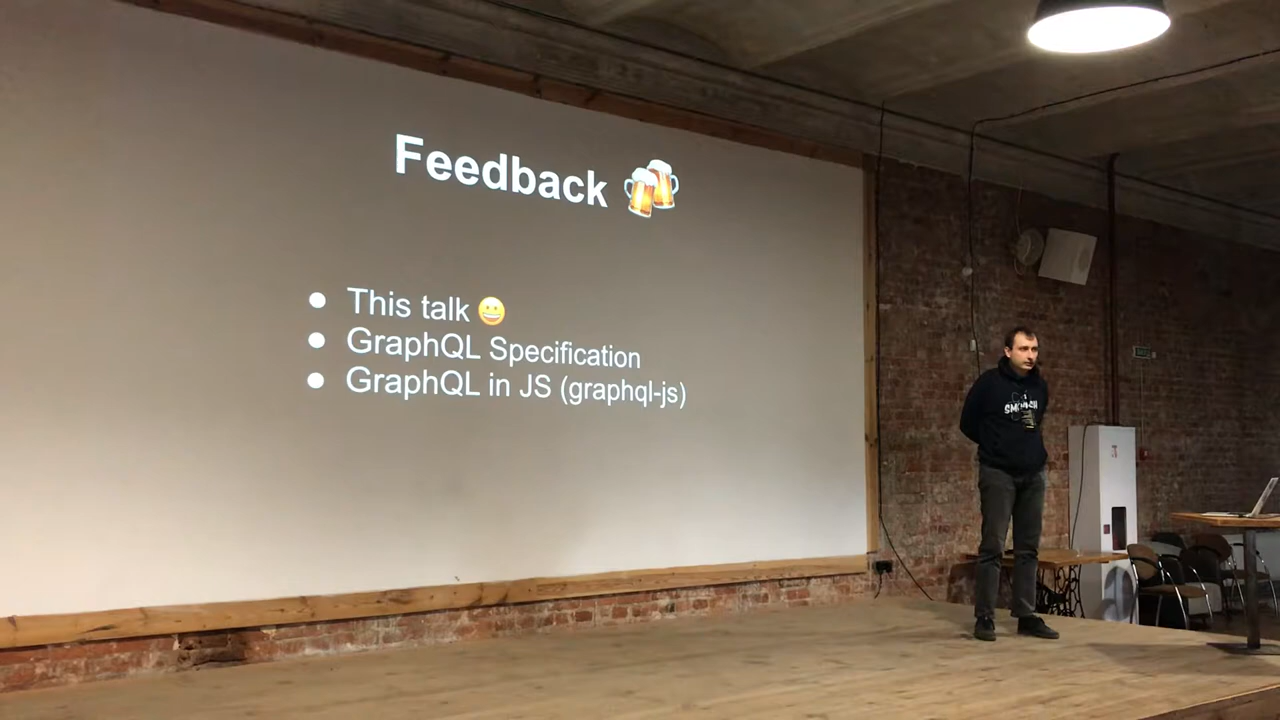 Feedback 🍻
● This talk 😀
● GraphQL Specification
● GraphQL in JS (graphql-js)